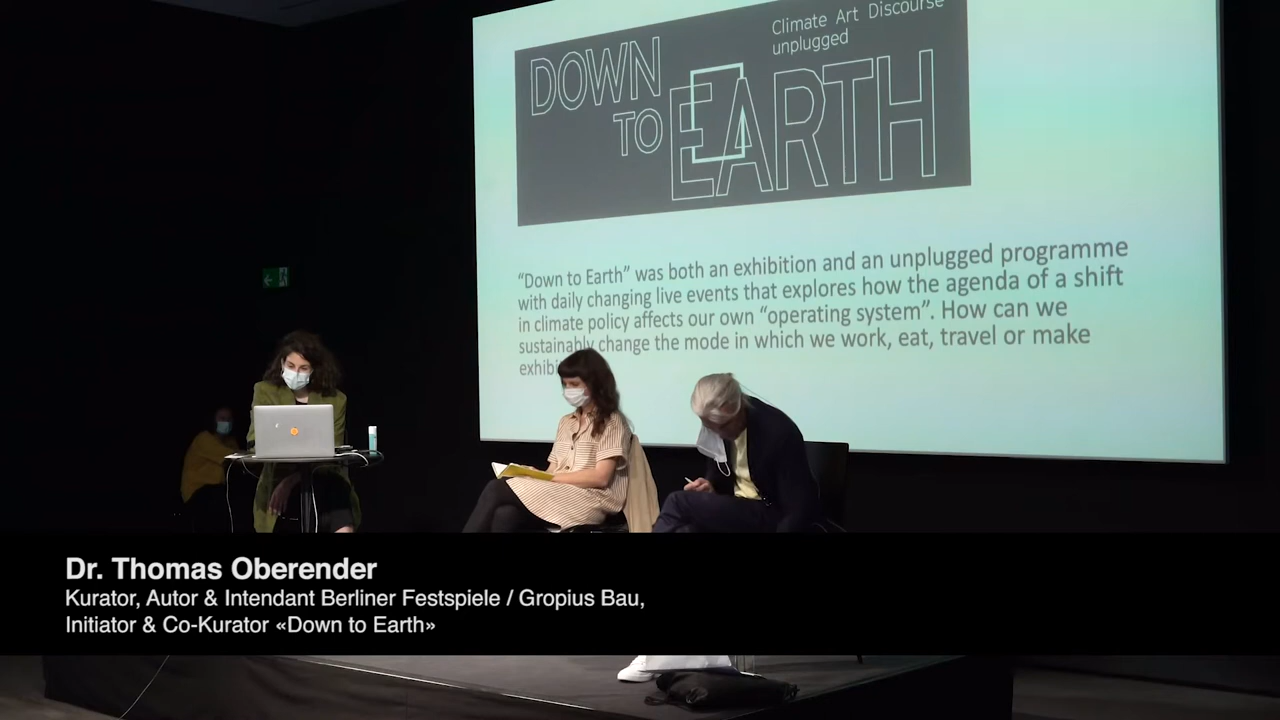 Climate Art Discourse
unplugged
DOWN
TO
EARTH
“Down to Earth” was both an exhibition and an unplugged programme
with daily changing live events that explores how the agenda of a shift
in climate policy affects our own “operating system”. How can we
sustainably change the mode in which we work, eat, travel or make
Dr. Thomas Oberender
Kurator, Autor & Intendant Berliner Festspiele / Gropius Bau,
Initiator & Co-Kurator «Down to Earth»